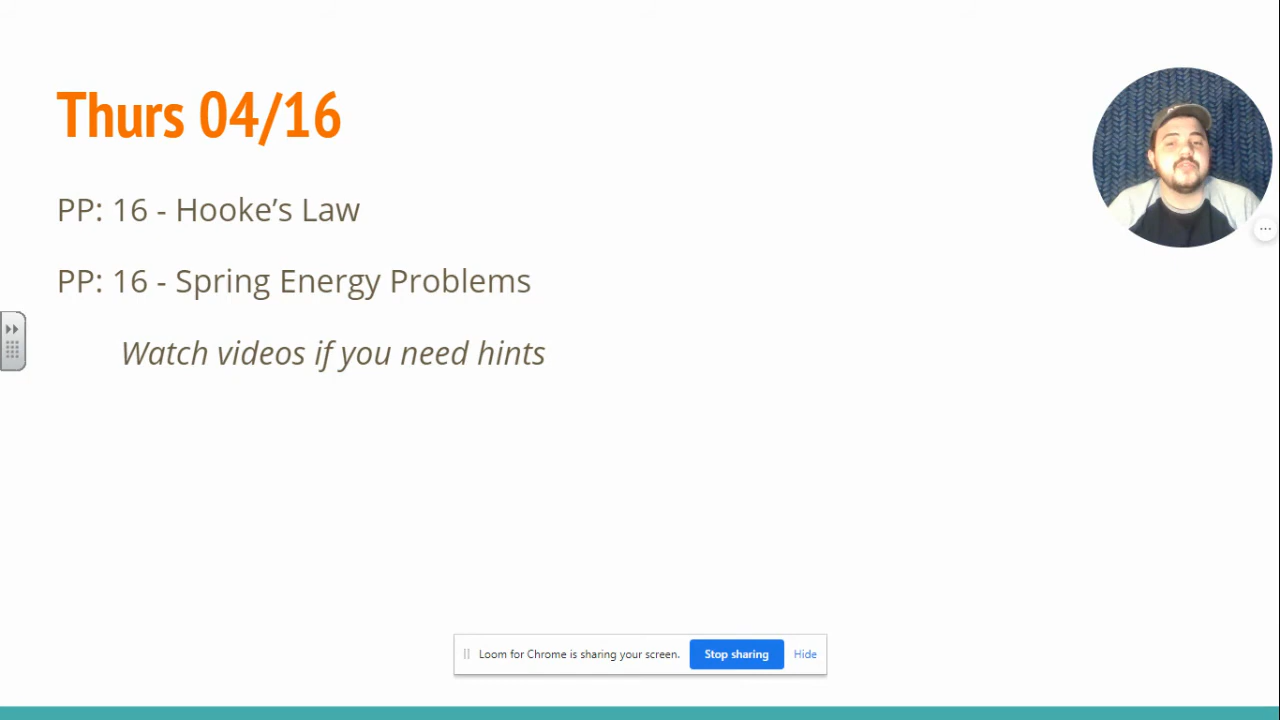 Thurs 04/16
PP: 16 - Hooke’s Law
PP: 16 - Spring Energy Problems
Watch videos if you need hints
Loom for Chrome is sharing your screen. Stop sharing Hide